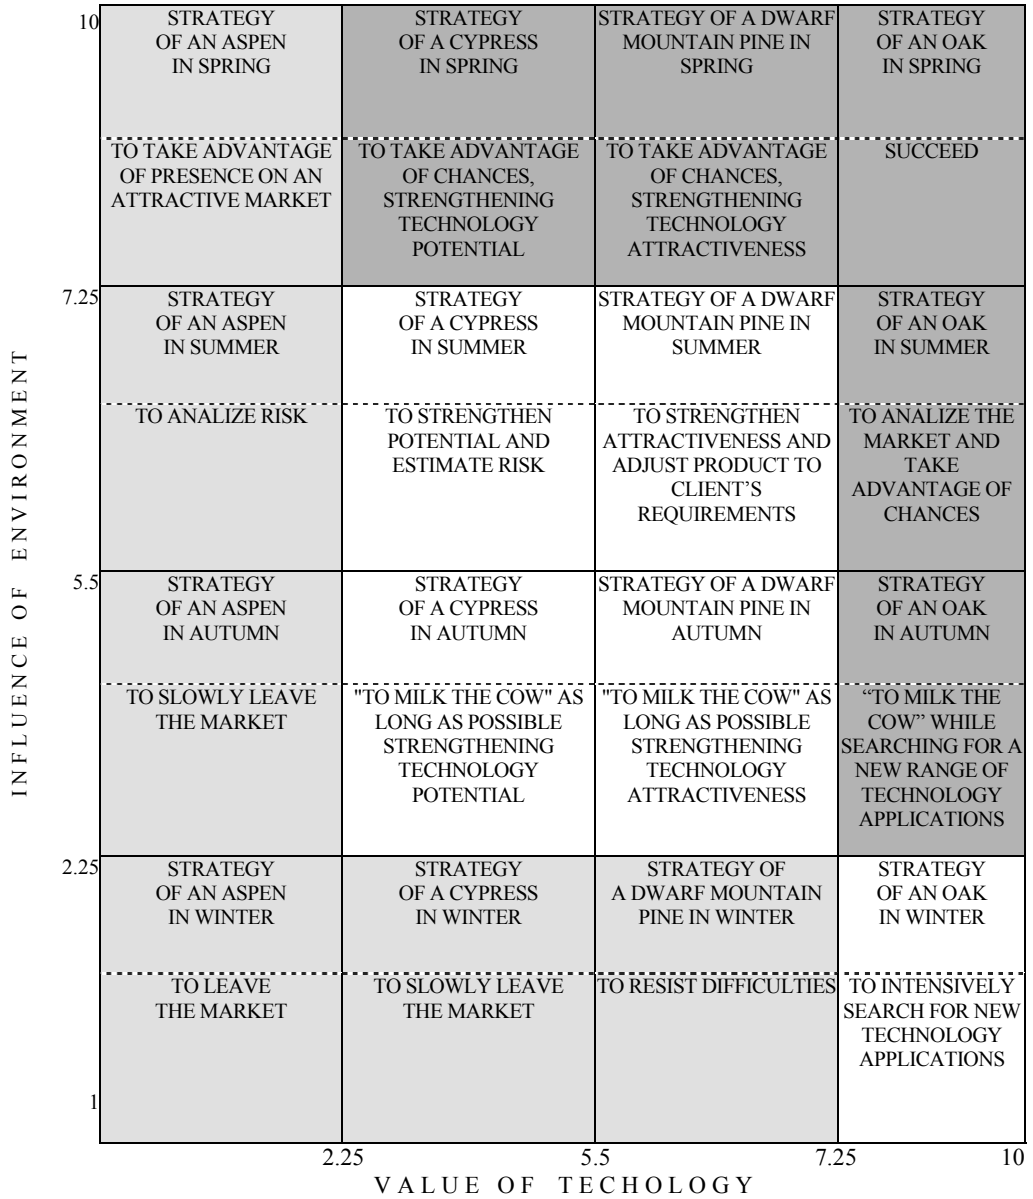 10
STRATEGY
OF AN ASPEN
IN SPRING
TO TAKE ADVANTAGE
OF PRESENCE ON AN
ATTRACTIVE MARKET
STRATEGY
OF A CYPRESS
IN SPRING
TO TAKE ADVANTAGE
OF CHANCES,
STRENGTHENING
TECHNOLOGY
POTENTIAL
STRATEGY OF A DWARF
MOUNTAIN PINE IN
SPRING
TO TAKE ADVANTAGE
OF CHANCES,
STRENGTHENING
TECHNOLOGY
ATTRACTIVENESS
STRATEGY
OF AN OAK
IN SPRING
SUCCEED
7.25
STRATEGY
OF AN ASPEN
IN SUMMER
TO ANALIZE RISK
STRATEGY
OF A CYPRESS
IN SUMMER
TO STRENGTHEN
POTENTIAL AND
ESTIMATE RISK
STRATEGY OF A DWARF
MOUNTAIN PINE IN
SUMMER
TO STRENGTHEN
ATTRACTIVENESS AND
ADJUST PRODUCT TO
CLIENT'S
REQUIREMENTS
STRATEGY
OF AN OAK
IN SUMMER
TO ANALIZE THE
MARKET AND
TAKE
ADVANTAGE OF
CHANCES
5.5
STRATEGY
OF AN ASPEN
IN AUTUMN
TO SLOWLY LEAVE
THE MARKET
STRATEGY
OF A CYPRESS
IN AUTUMN
"TO MILK THE COW" AS
LONG AS POSSIBLE
STRENGTHENING
TECHNOLOGY
POTENTIAL
STRATEGY OF A DWARF
MOUNTAIN PINE IN
AUTUMN
"TO MILK THE COW" AS
LONG AS POSSIBLE
STRENGTHENING
TECHNOLOGY
ATTRACTIVENESS
STRATEGY
OF AN OAK
IN AUTUMN
“TO MILK THE
COW” WHILE
SEARCHING FOR A
NEW RANGE OF
TECHNOLOGY
APPLICATIONS
2.25
STRATEGY
OF AN ASPEN
IN WINTER
TO LEAVE
THE MARKET
STRATEGY
OF A CYPRESS
IN WINTER
TO SLOWLY LEAVE
THE MARKET
STRATEGY OF
A DWARF MOUNTAIN
PINE IN WINTER
TO RESIST DIFFICULTIES
STRATEGY
OF AN OAK
IN WINTER
TO INTENSIVELY
SEARCH FOR NEW
TECHNOLOGY
APPLICATIONS
1
INFLUENCE OF ENVIRONMENT
2.25 5.5 7.25 10
VALUE OF TECHOLOGY